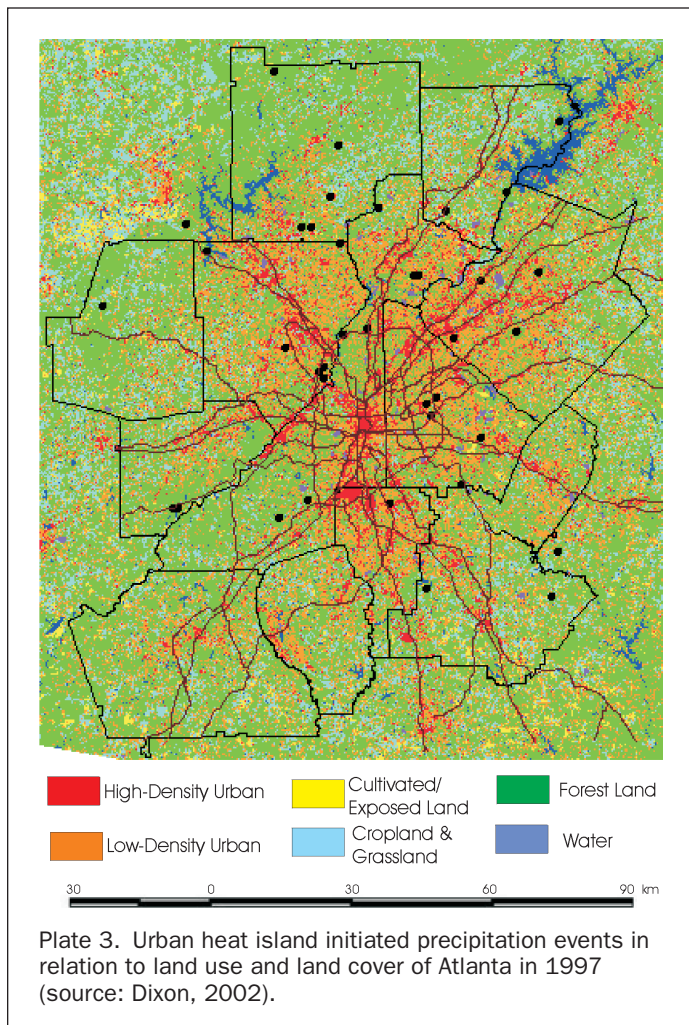 High-Density Urban
Cultivated/
Exposed Land
Forest Land
Low-Density Urban
Cropland &
Grassland
Water
30 0 30 60 90 km
Plate 3. Urban heat island initiated precipitation events in
relation to land use and land cover of Atlanta in 1997
(source: Dixon, 2002).